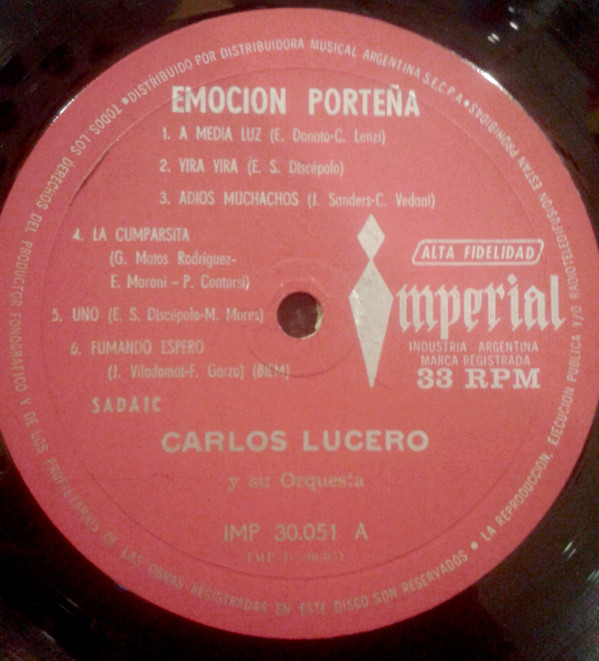 EMOCION PORTEÑA
1. A MEDIA LUZ (E. Donato-C. Lenzi)
2. YIRA YIRA (E. S. Discépolo)
3. ADIOS MUCHACHOS (J. Sanders-C. Vedani)
4. LA CUMPARSITA
(G. Matos Rodríguez-
E. Maroni - P. Contursi)
5. UNO (E. S. Discépolo-M. Mores)
6. FUMANDO ESPERO
(J. Viladomat-F. Garzo) (BIEM)
SADAIC
ALTA FIDELIDAD
Imperial
INDUSTRIA ARGENTINA
MARCA REGISTRADA
33 RPM
CARLOS LUCERO
y su Orquesta
IMP 30.051 A
TODOS LOS DERECHOS DEL PRODUCTOR FONOGRAFICO Y DE LOS PROPIETARIOS DE LAS OBRAS REGISTRADAS EN ESTE DISCO SON RESERVADOS • LA REPRODUCCION, EJECUCION PUBLICA Y/O RADIOTELEDIFUSION ESTAN PROHIBIDAS •
DISTRIBUIDO POR DISTRIBUIDORA MUSICAL ARGENTINA S.E.C.P.A. •